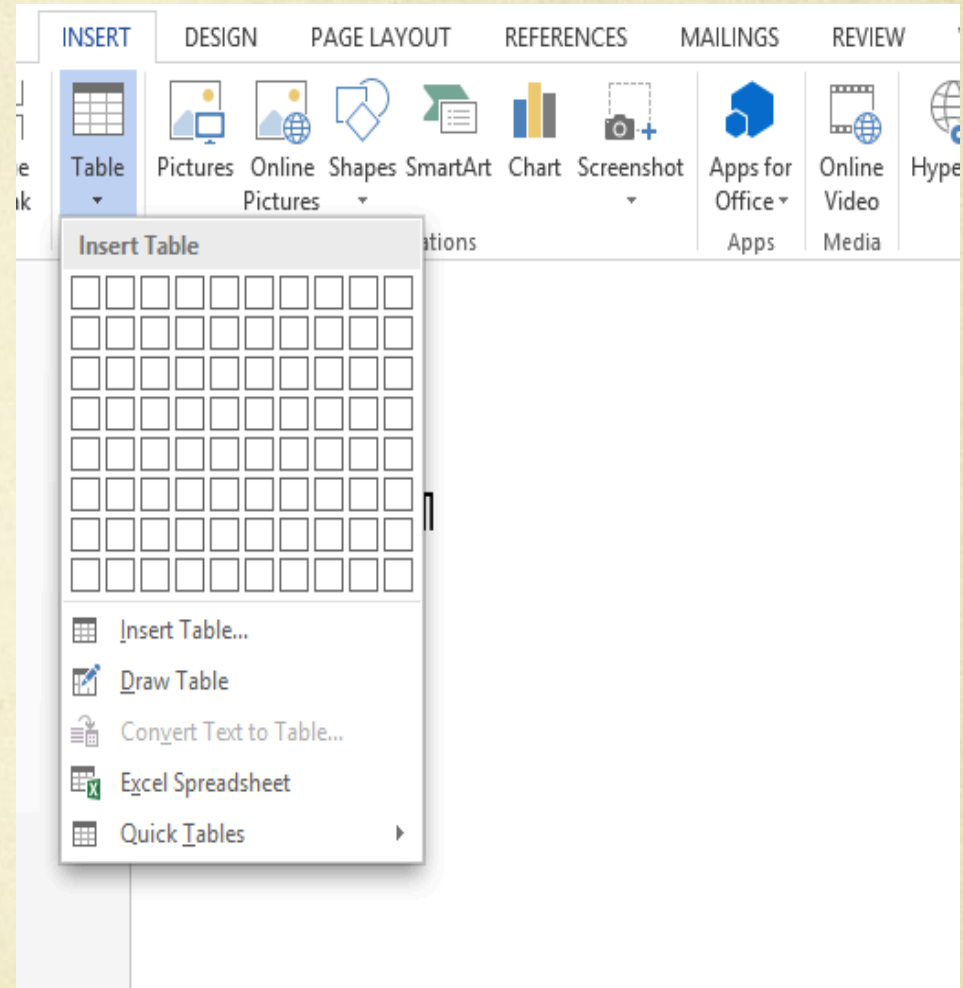 INSERT DESIGN PAGE LAYOUT REFERENCES MAILINGS REVIEW
Table Pictures Online Shapes SmartArt Chart Screenshot Apps for Online
Pictures Office Video
Insert Table Apps Media
Insert Table...
Draw Table
Convert Text to Table...
Excel Spreadsheet
Quick Tables